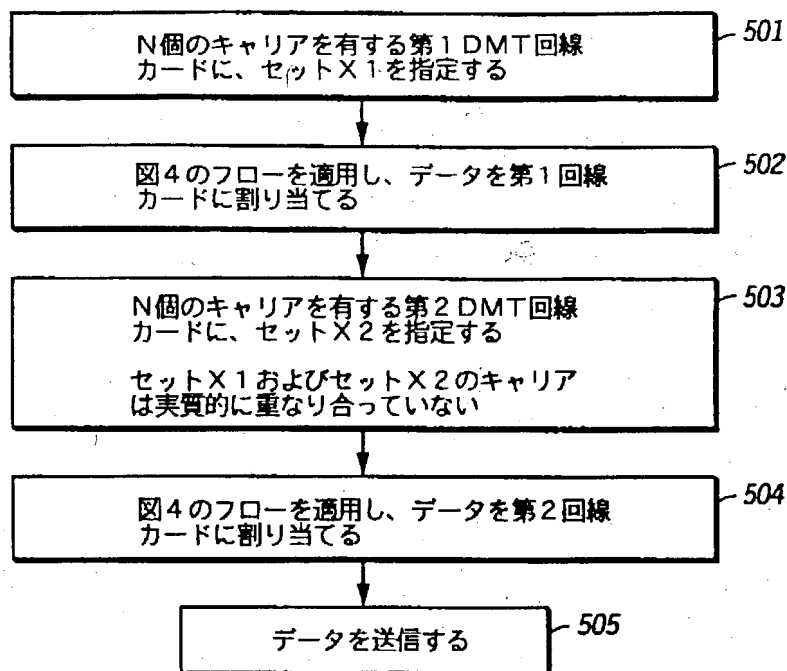 N個のキャリアを有する第1DMT回線
カードに、セットX1を指定する
501
図4のフローを適用し、データを第1回線
カードに割り当てる
502
N個のキャリアを有する第2DMT回線
カードに、セットX2を指定する
セットX1およびセットX2のキャリア
は実質的に重なり合っていない
503
図4のフローを適用し、データを第2回線
カードに割り当てる
504
データを送信する
505